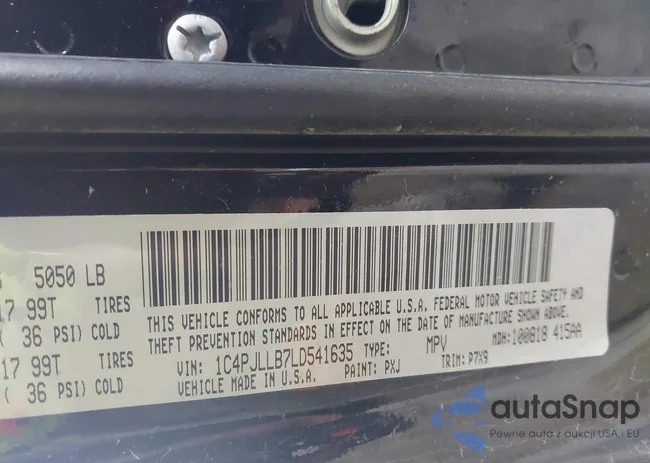 5050 LB
17 99T TIRES
( 36 PSI) COLD
17 99T TIRES
( 36 PSI) COLD
THIS VEHICLE CONFORMS TO ALL APPLICABLE U.S.A. FEDERAL MOTOR VEHICLE SAFETY AND
THEFT PREVENTION STANDARDS IN EFFECT ON THE DATE OF MANUFACTURE SHOWN ABOVE.
VIN: 1C4PJLLB7LD541635 TYPE: MPV MDH: 100818 415AA
VEHICLE MADE IN U.S.A. PAINT: PXJ TRIM: P7X9
autaSnap
Pewne auta z aukcji USA i EU